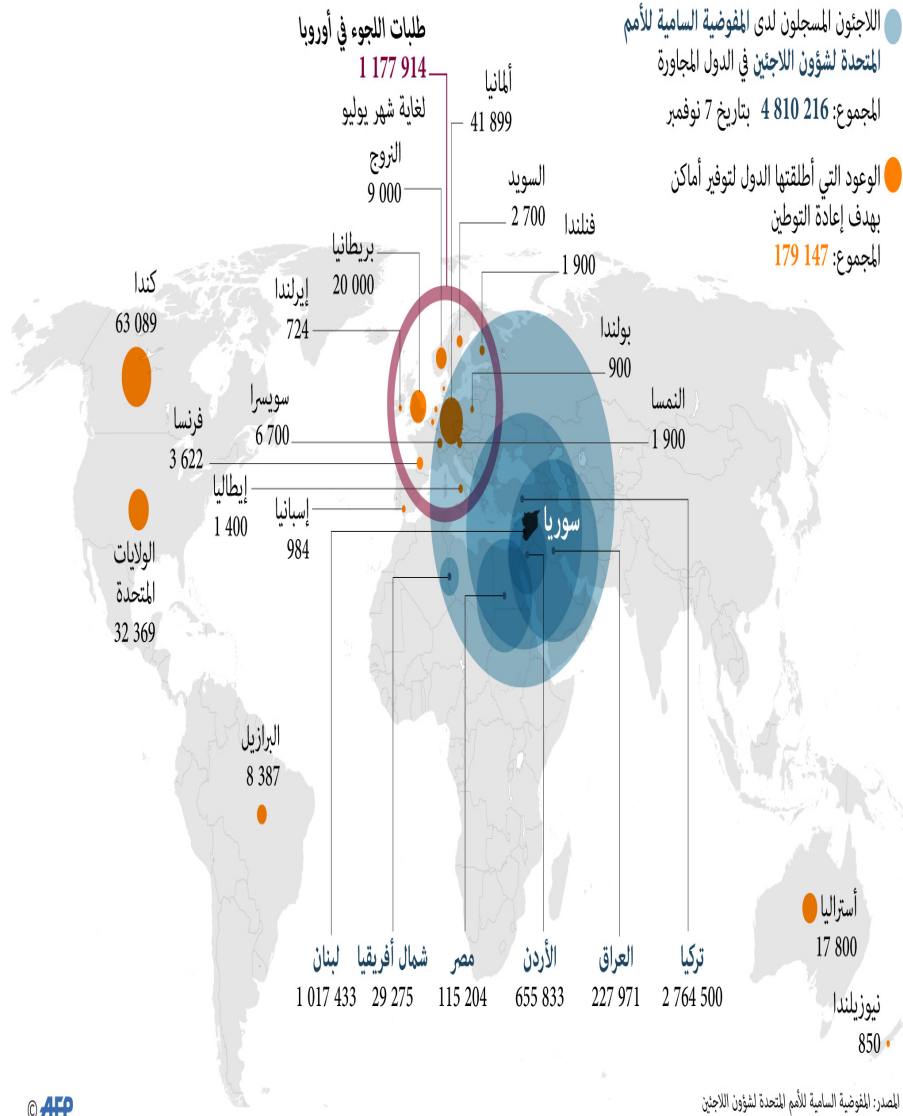 اللاجئون المسجلون لدى المفوضية السامية للأمم
المتحدة لشؤون اللاجئين في الدول المجاورة
المجموع: 216 810 4 بتاريخ 7 نوفمبر
الوعود التي أطلقتها الدول لتوفير أماكن
بهدف إعادة التوطين
المجموع: 147 179
طلبات اللجوء في أوروبا
1 177 914
لغاية شهر يوليو
ألمانيا
41 899
النروج
9 000
السويد
2 700
فنلندا
1 900
بريطانيا
20 000
إيرلندا
724
كندا
63 089
بولندا
900
النمسا
1 900
سويسرا
6 700
فرنسا
3 622
إيطاليا
1 400
إسبانيا
984
سوريا
الولايات
المتحدة
32 369
البرازيل
8 387
أستراليا
17 800
نيوزيلندا
850
تركيا
2 764 500
العراق
227 971
الأردن
655 833
مصر
115 204
شمال أفريقيا
29 275
لبنان
1 017 433
المصدر: المفوضية السامية للأمم المتحدة لشؤون اللاجئين
© AFP